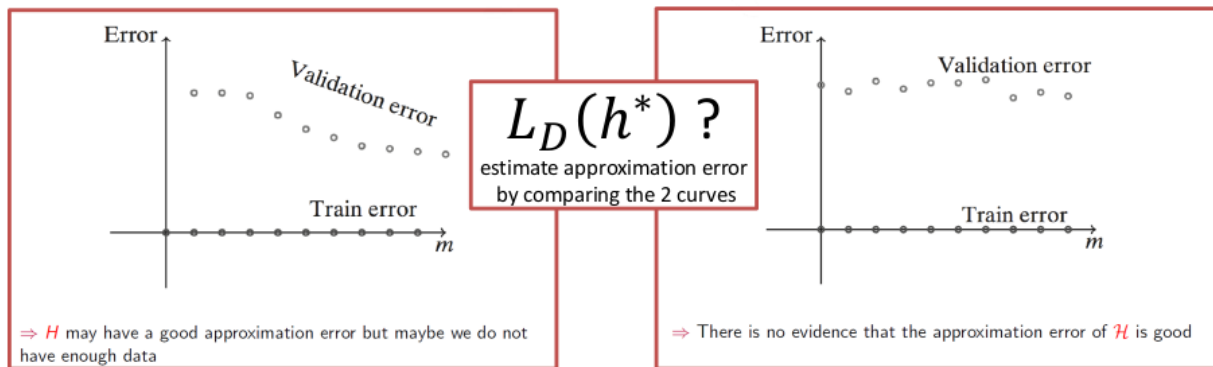 Error
Validation error
Train error
m
⇒ H may have a good approximation error but maybe we do not
have enough data
L_D(h*) ?
estimate approximation error
by comparing the 2 curves
Error
Validation error
Train error
m
⇒ There is no evidence that the approximation error of ℋ is good